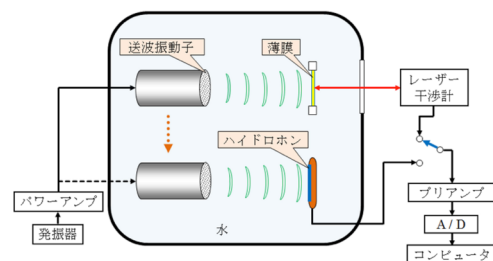 送波振動子
薄膜
レーザー
干渉計
ハイドロホン
パワーアンプ
発振器
水
プリアンプ
A/D
コンピュータ